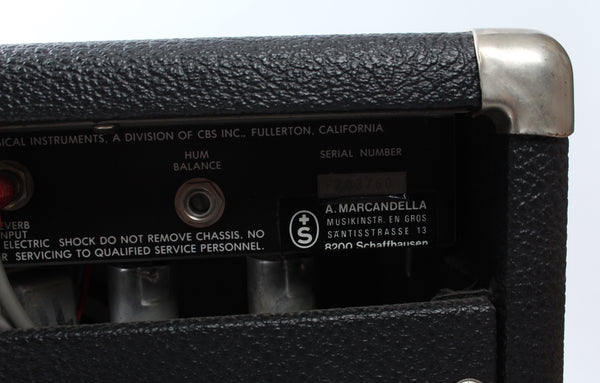 ICAL INSTRUMENTS, A DIVISION OF CBS INC., FULLERTON, CALIFORNIA
HUM
BALANCE
SERIAL NUMBER
EVERB
NPUT
ELECTRIC SHOCK DO NOT REMOVE CHASSIS. NO
R SERVICING TO QUALIFIED SERVICE PERSONNEL.
+S
A. MARCANDELLA
MUSIKINSTR. EN GROS
SÄNTISSTRASSE 13
8200 Schaffhausen